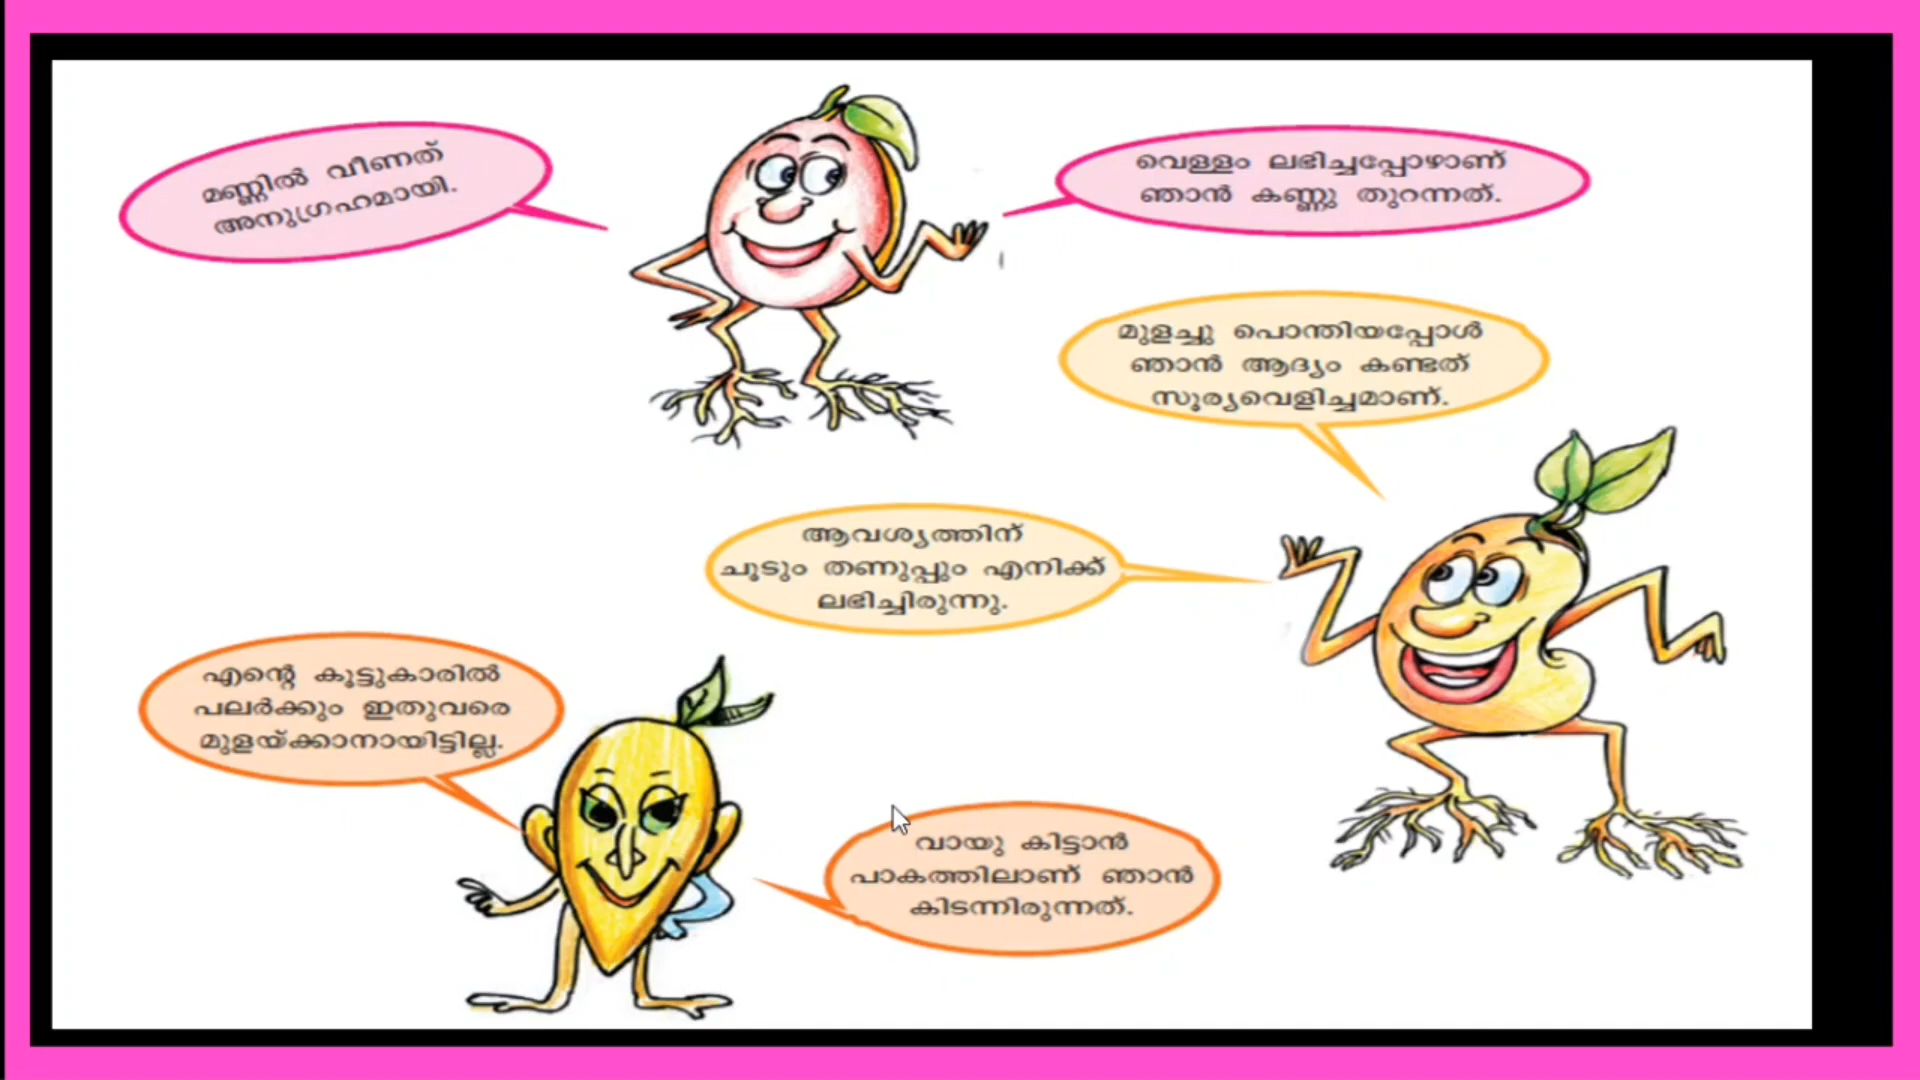 മണ്ണിൽ വീണത്
അനുഗ്രഹമായി.
വെള്ളം ലഭിച്ചപ്പോഴാണ്
ഞാൻ കണ്ണു തുറന്നത്.
മുളച്ചു പൊന്തിയപ്പോൾ
ഞാൻ ആദ്യം കണ്ടത്
സൂര്യവെളിച്ചമാണ്.
ആവശ്യത്തിന്
ചൂടും തണുപ്പും എനിക്ക്
ലഭിച്ചിരുന്നു.
എന്റെ കൂട്ടുകാരിൽ
പലർക്കും ഇതുവരെ
മുളയ്ക്കാനായിട്ടില്ല.
വായു കിട്ടാൻ
പാകത്തിലാണ് ഞാൻ
കിടന്നിരുന്നത്.